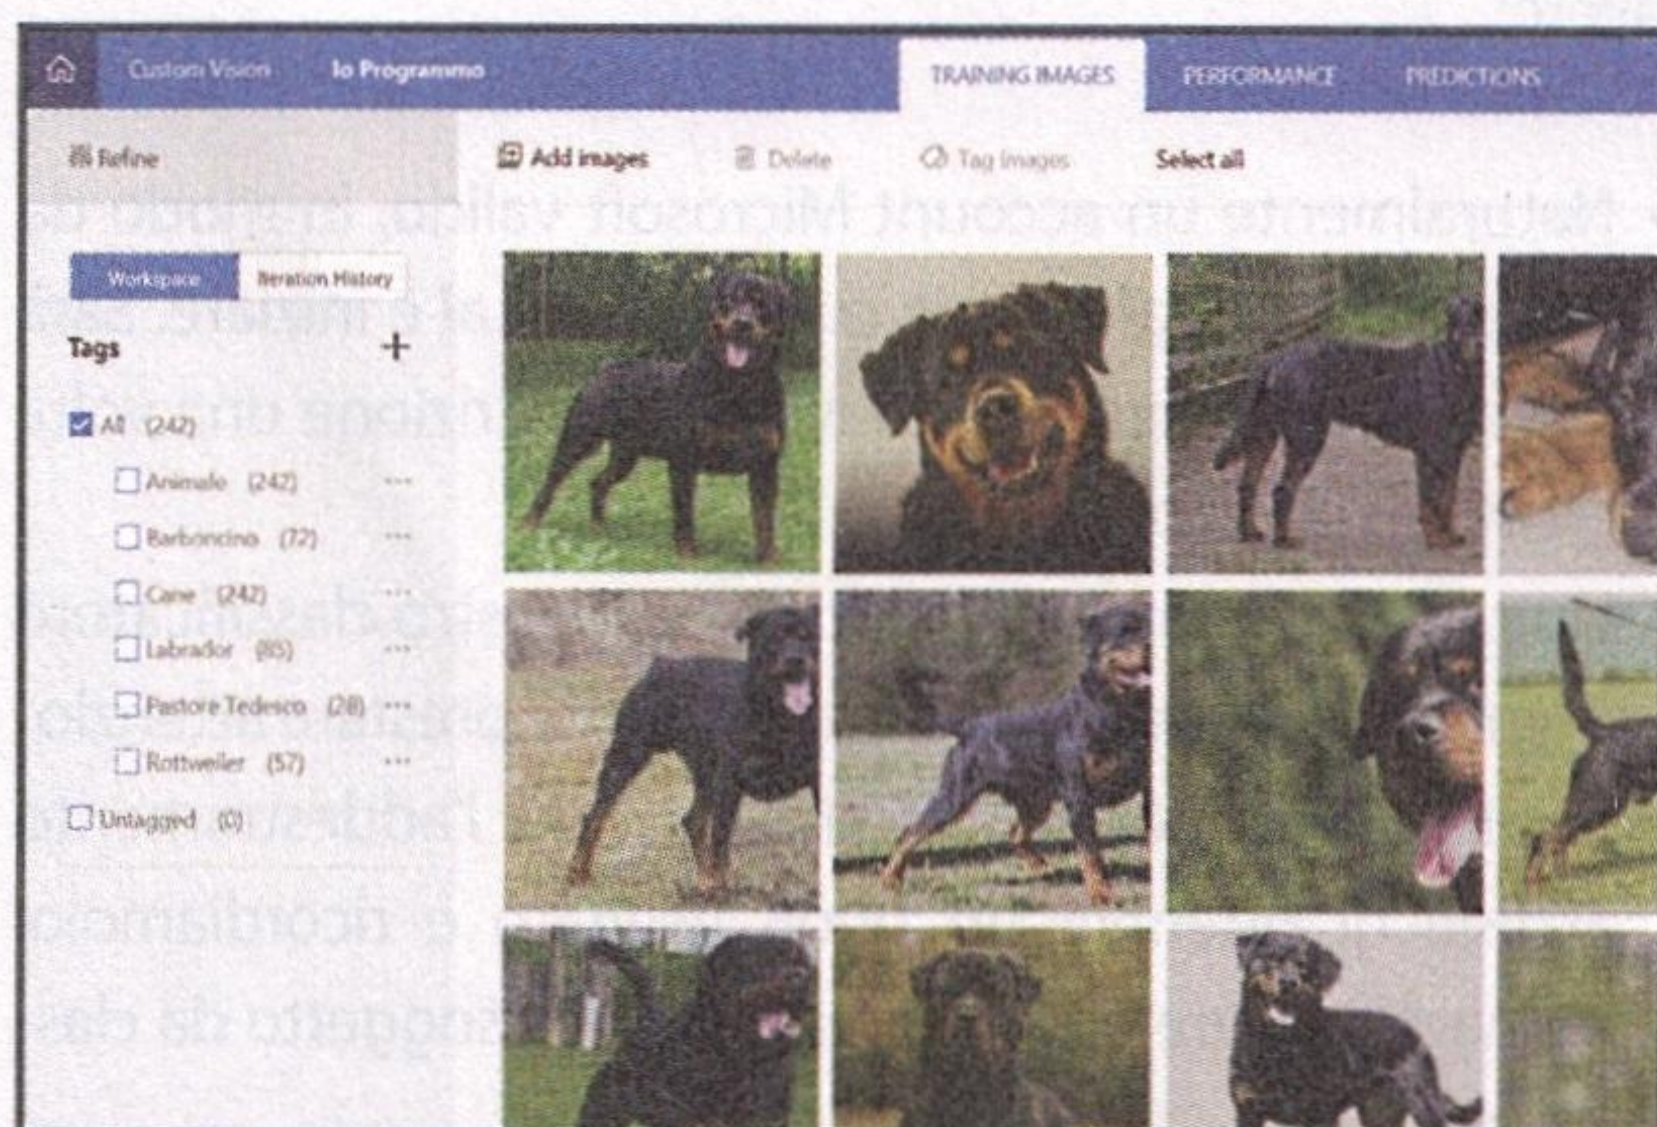 Custom Vision Io Programmo TRAINING IMAGES PERFORMANCE PREDICTIONS
Refine Add images Delete Tag images Select all
Workspace Iteration History
Tags +
All (242)
Animale (242) ...
Barboncino (72) ...
Cane (242) ...
Labrador (85) ...
Pastore Tedesco (28) ...
Rottweiler (57) ...
Untagged (0)